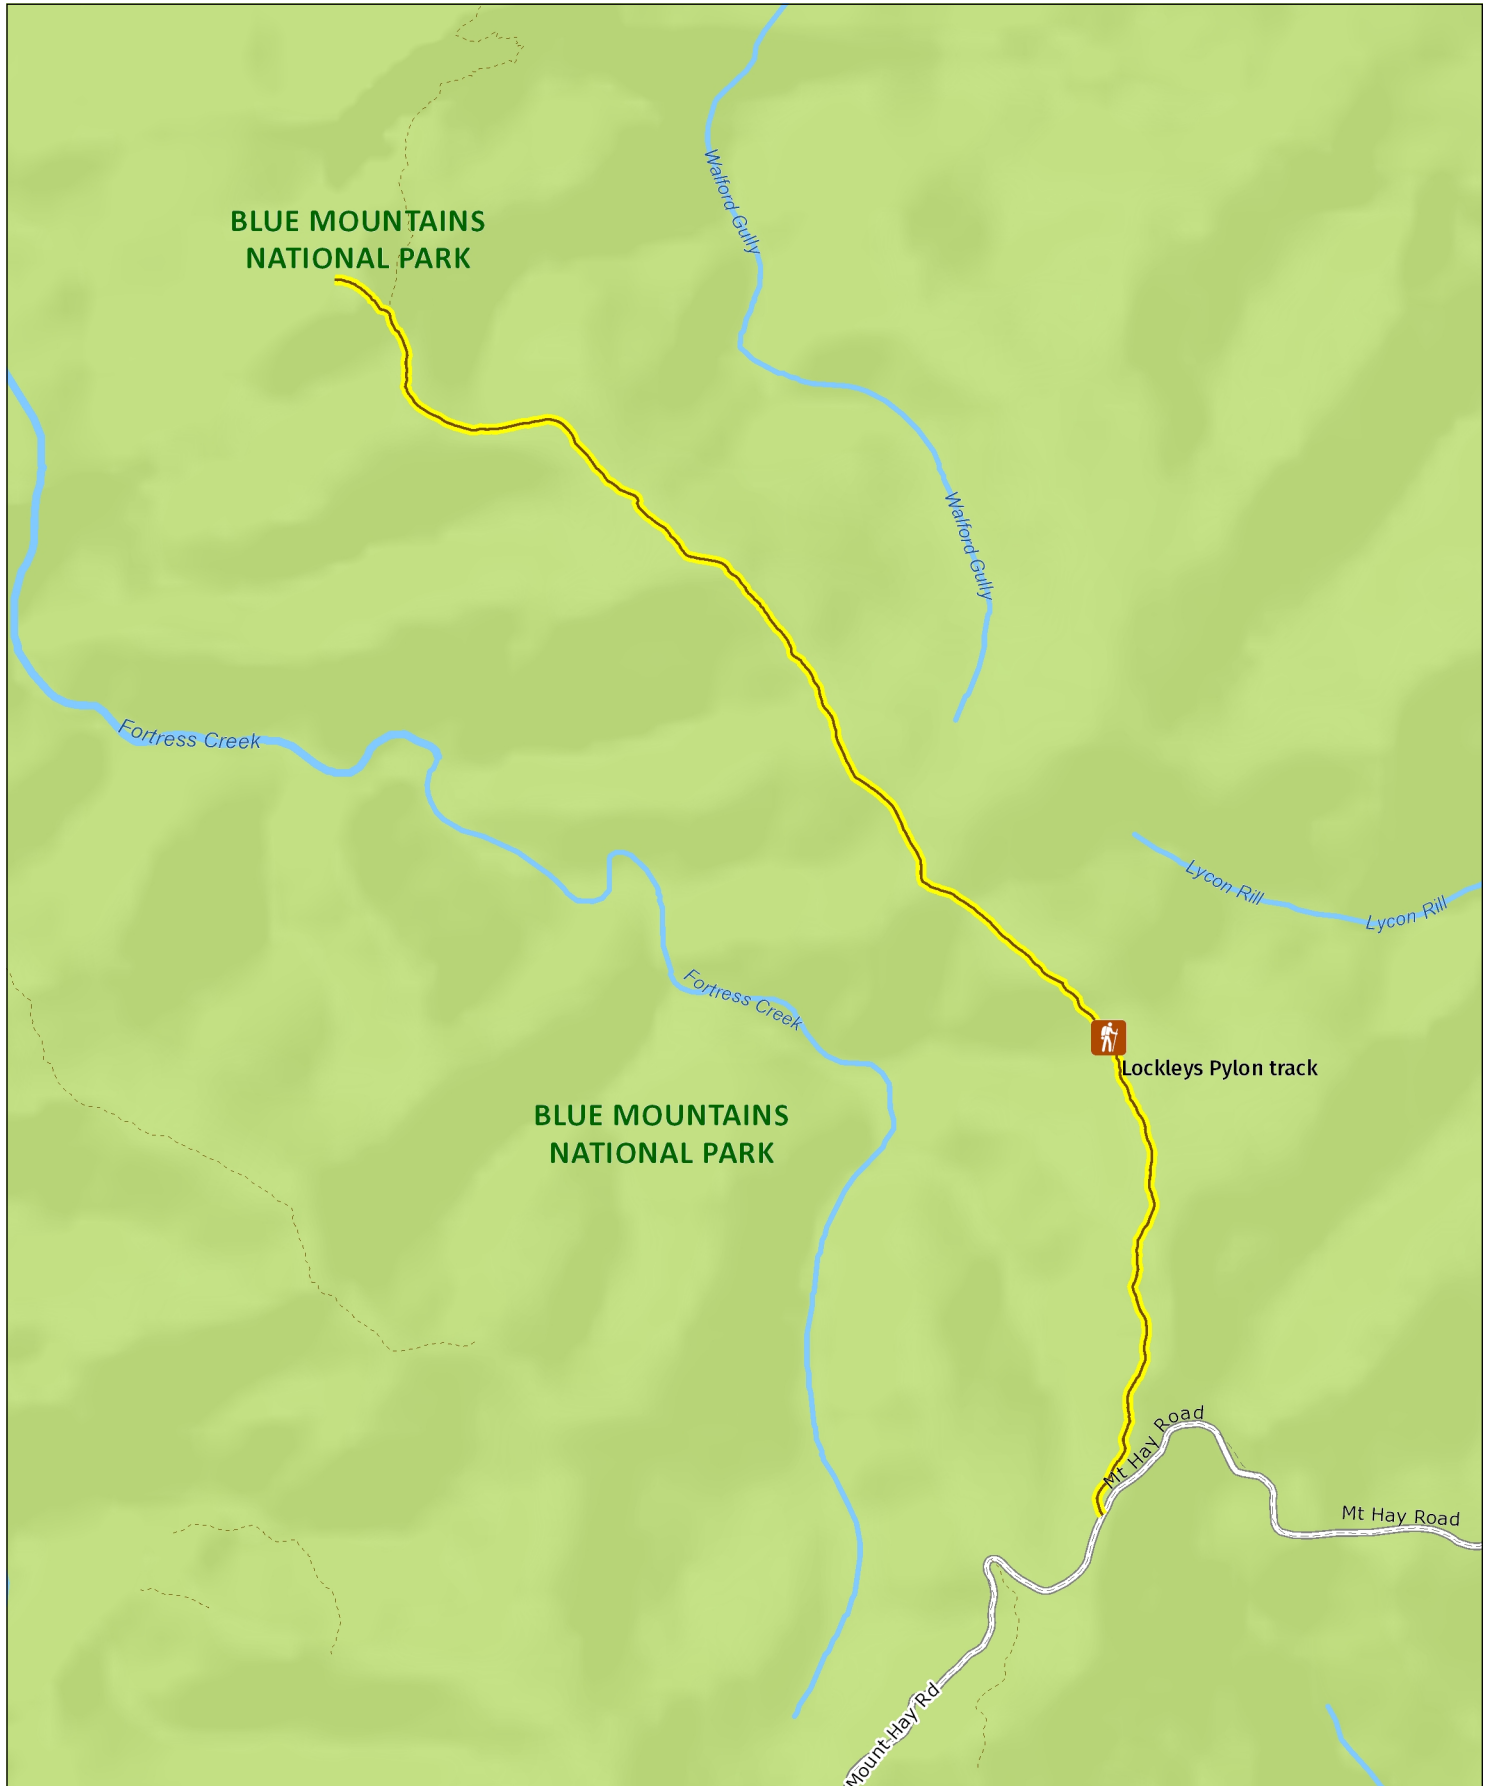 Walford Gully
BLUE MOUNTAINS
NATIONAL PARK
Walford Gully
Fortress Creek
Lycon Rill
Lycon Rill
Fortress Creek
Lockleys Pylon track
BLUE MOUNTAINS
NATIONAL PARK
Mt Hay Road
Mt Hay Road
Mount Hay Rd